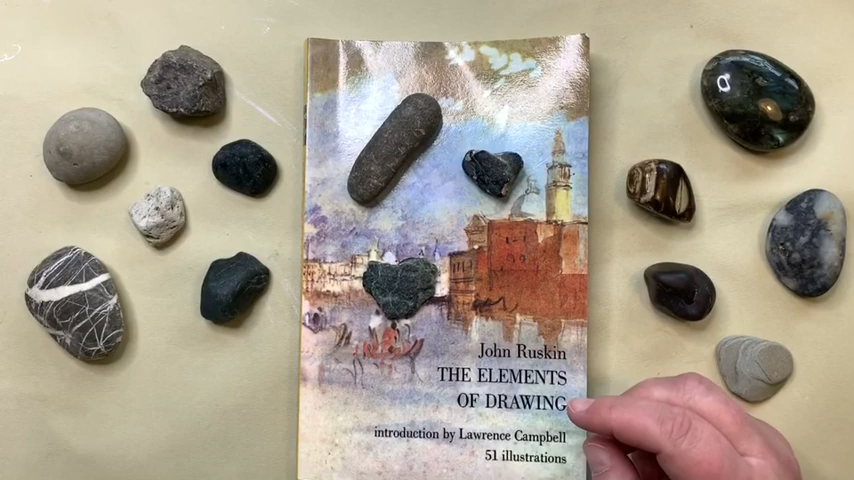 John Ruskin
THE ELEMENTS
OF DRAWING
introduction by Lawrence Campbell
51 illustrations